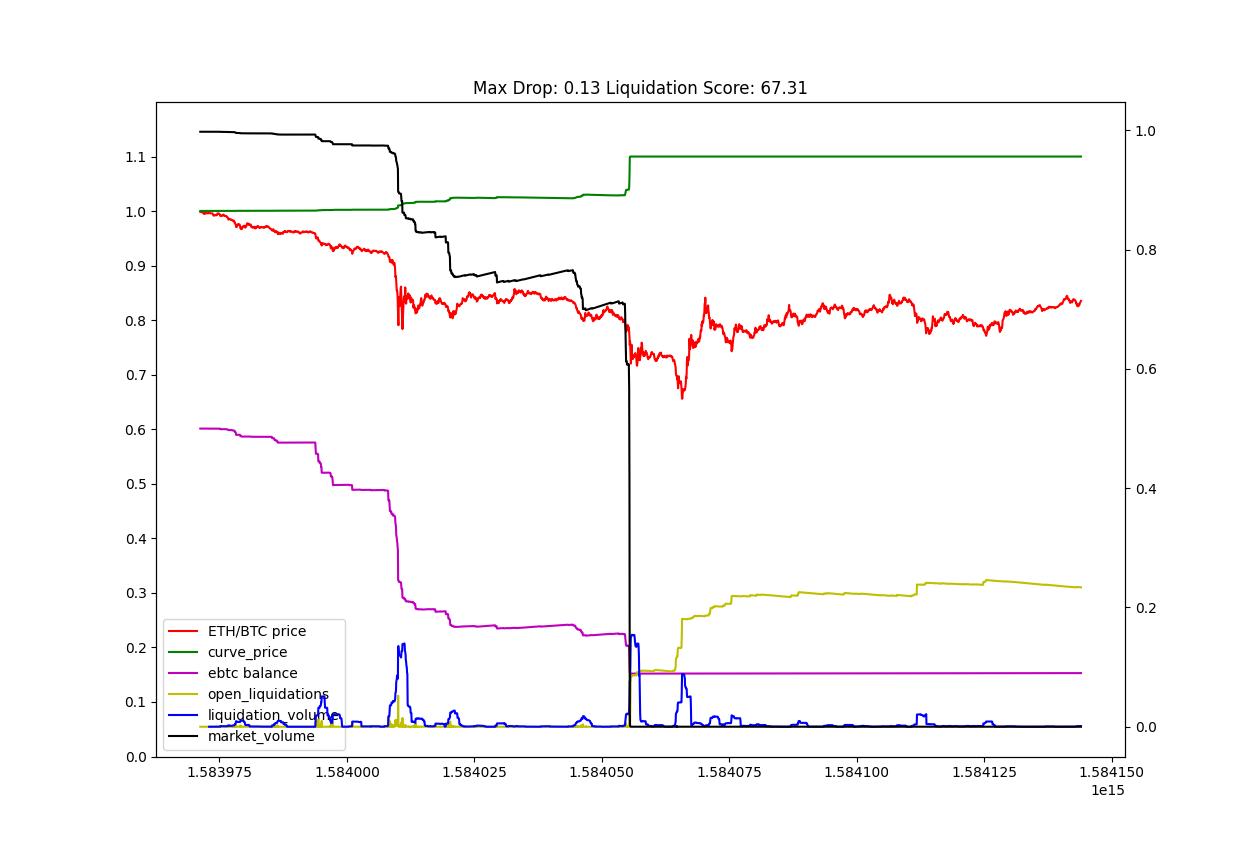 Max Drop: 0.13 Liquidation Score: 67.31
1.1
1.0
0.9
0.8
0.7
0.6
0.5
0.4
0.3
0.2
0.1
0.0
1.0
0.8
0.6
0.4
0.2
0.0
ETH/BTC price
curve_price
ebtc balance
open_liquidations
liquidation_volume
market_volume
1.583975 1.584000 1.584025 1.584050 1.584075 1.584100 1.584125 1.584150
1e15